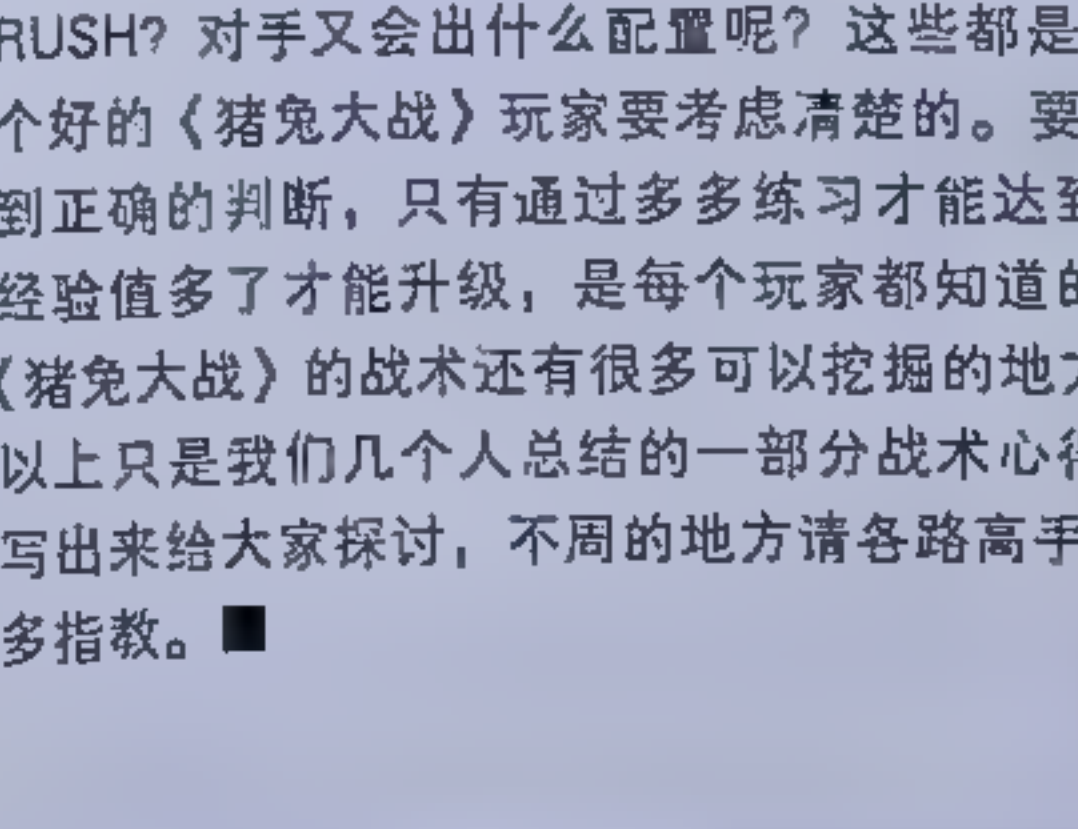 RUSH？对手又会出什么配置呢？这些都是
个好的《猪兔大战》玩家要考虑清楚的。要
到正确的判断，只有通过多多练习才能达到
经验值多了才能升级，是每个玩家都知道的
《猪兔大战》的战术还有很多可以挖掘的地方
以上只是我们几个人总结的一部分战术心得
写出来给大家探讨，不周的地方请各路高手
多指教。■